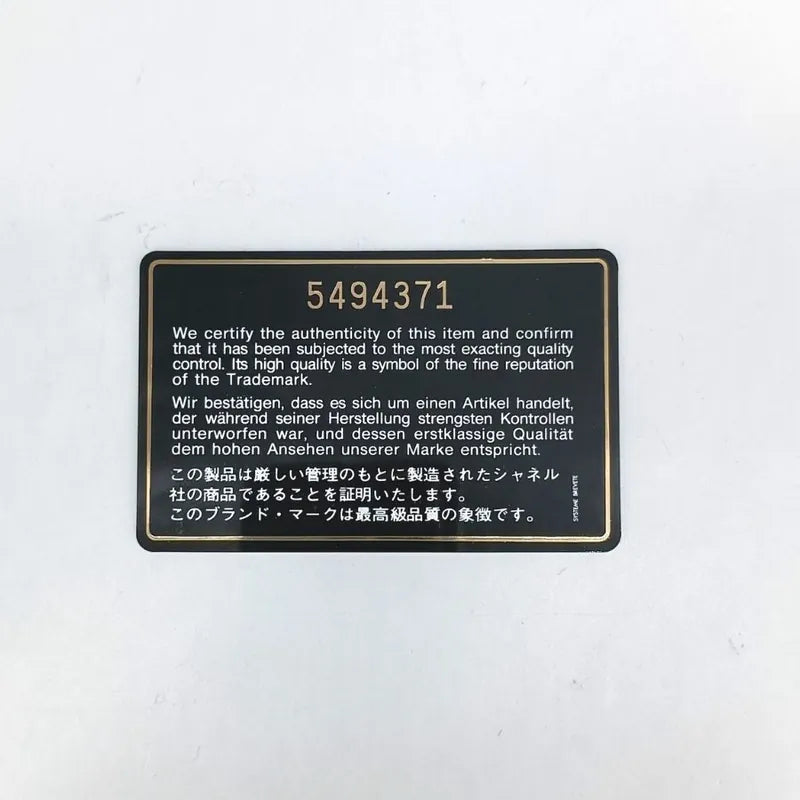 5494371
We certify the authenticity of this item and confirm
that it has been subjected to the most exacting quality
control. Its high quality is a symbol of the fine reputation
of the Trademark.
Wir bestätigen, dass es sich um einen Artikel handelt,
der während seiner Herstellung strengsten Kontrollen
unterworfen war, und dessen erstklassige Qualität
dem hohen Ansehen unserer Marke entspricht.
この製品は厳しい管理のもとに製造されたシャネル
社の商品であることを証明いたします。
このブランド・マークは最高級品質の象徴です。
SYSTEME BREVETE